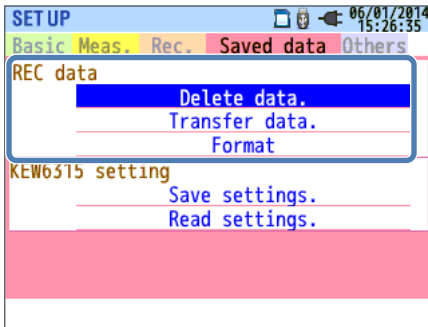 SET UP 06/01/2014
15:26:35
Basic Meas. Rec. Saved data Others
REC data
Delete data.
Transfer data.
Format
KEW6315 setting
Save settings.
Read settings.